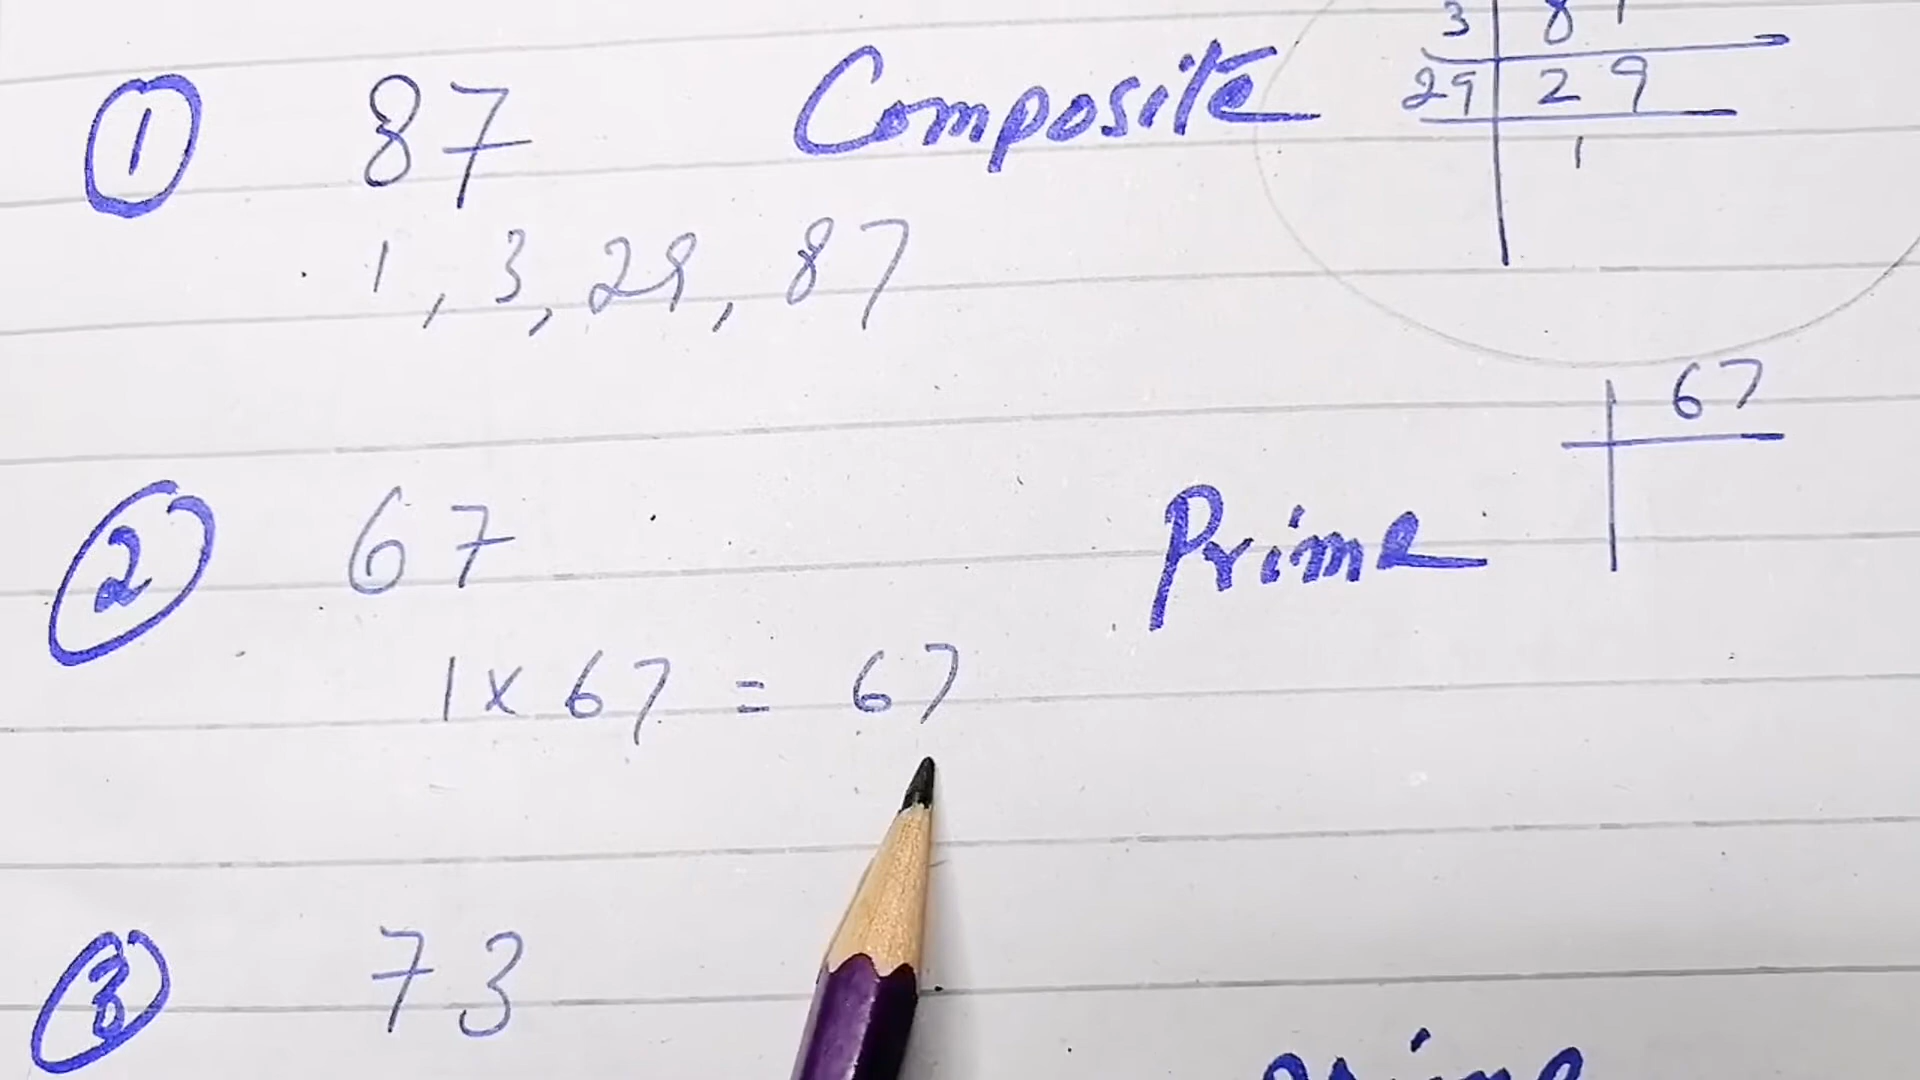 ① 87 Composite
3 | 87
29 | 29
1
1, 3, 29, 87
67
② 67 Prime
1 x 67 = 67
③ 73
prime